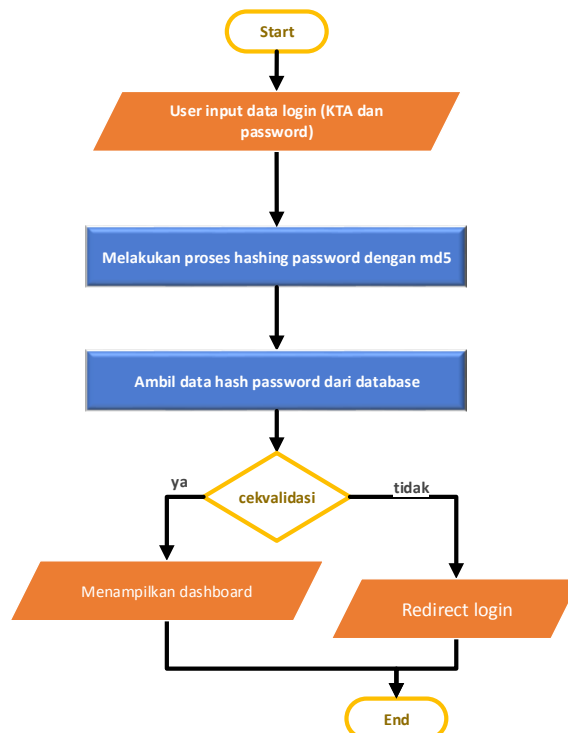 Start
User input data login (KTA dan
password)
Melakukan proses hashing password dengan md5
Ambil data hash password dari database
ya
tidak
cekvalidasi
Menampilkan dashboard
Redirect login
End